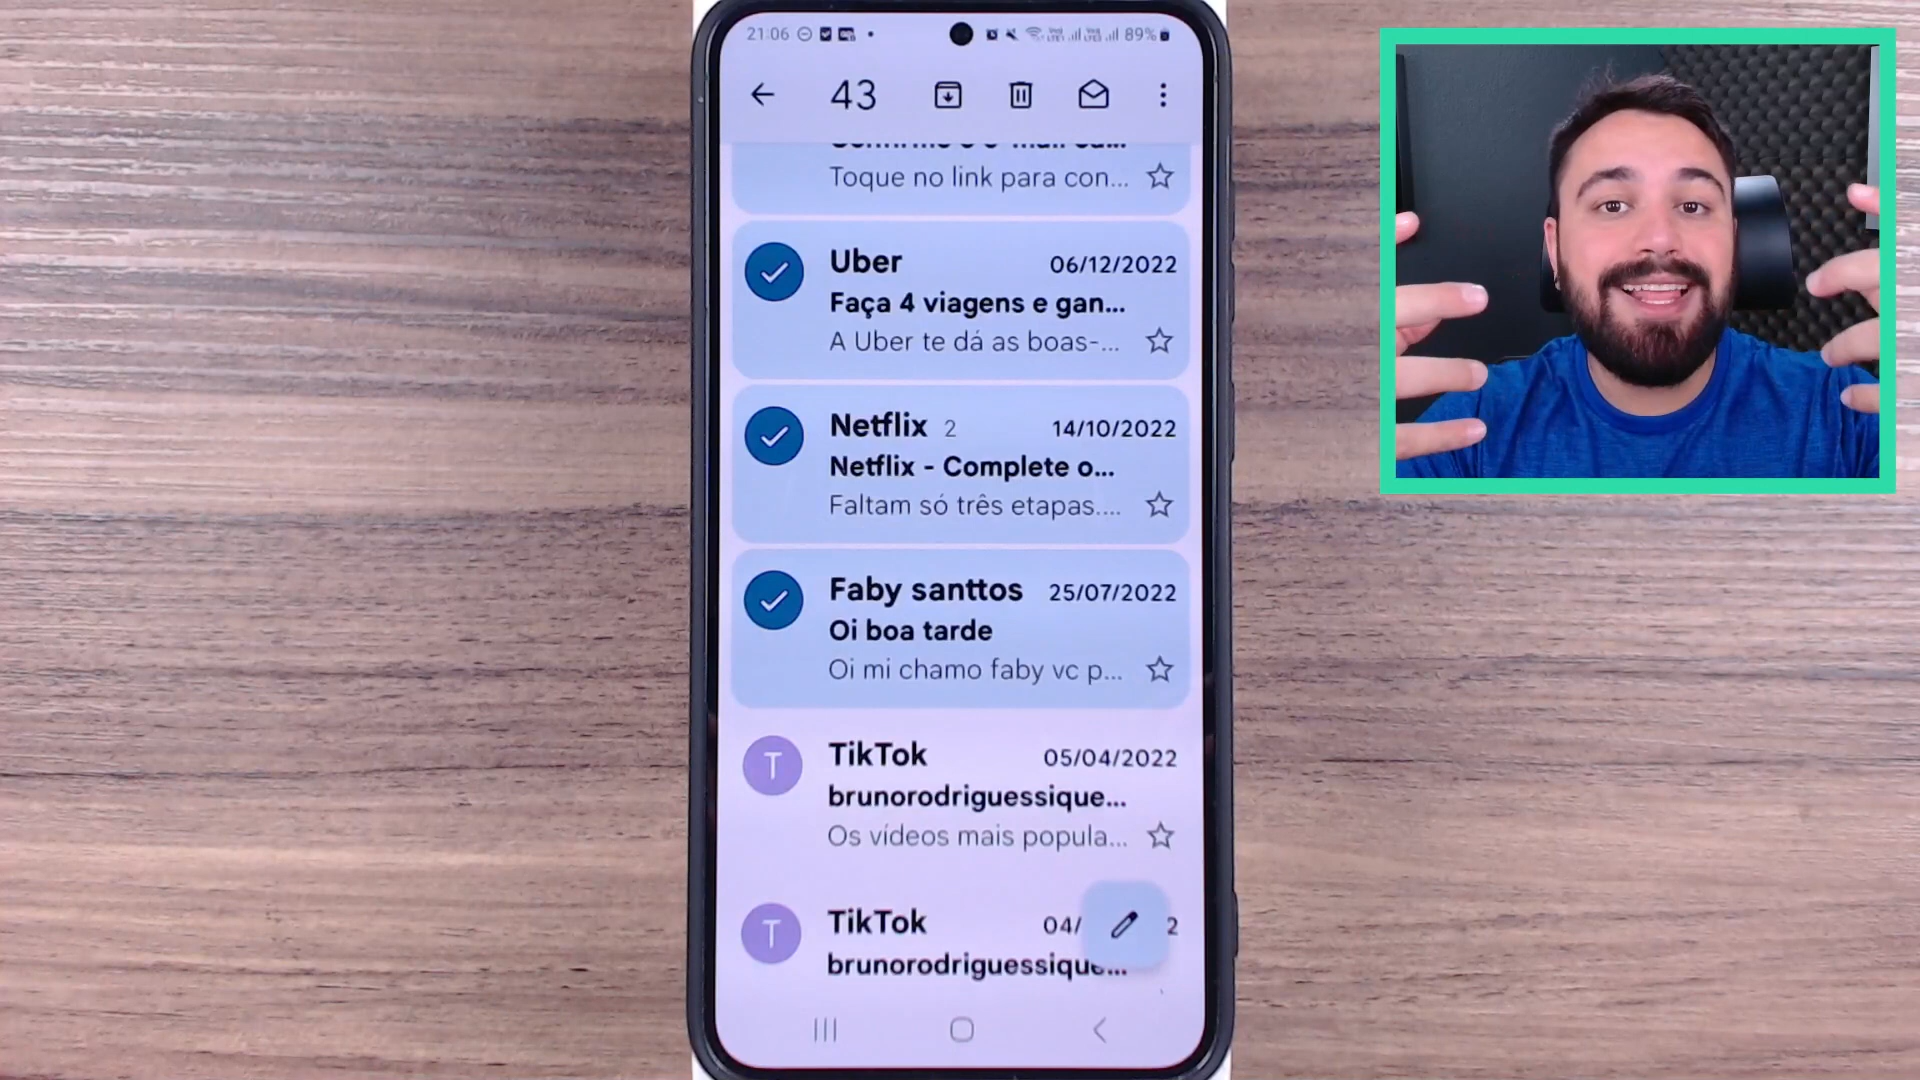 21:06
89%
43
Toque no link para con...
Uber 06/12/2022
Faça 4 viagens e gan...
A Uber te dá as boas-...
Netflix 2 14/10/2022
Netflix - Complete o...
Faltam só três etapas....
Faby santtos 25/07/2022
Oi boa tarde
Oi mi chamo faby vc p...
T
TikTok 05/04/2022
brunorodriguessique...
Os vídeos mais popula...
T
TikTok 04/ 2
brunorodriguessique...